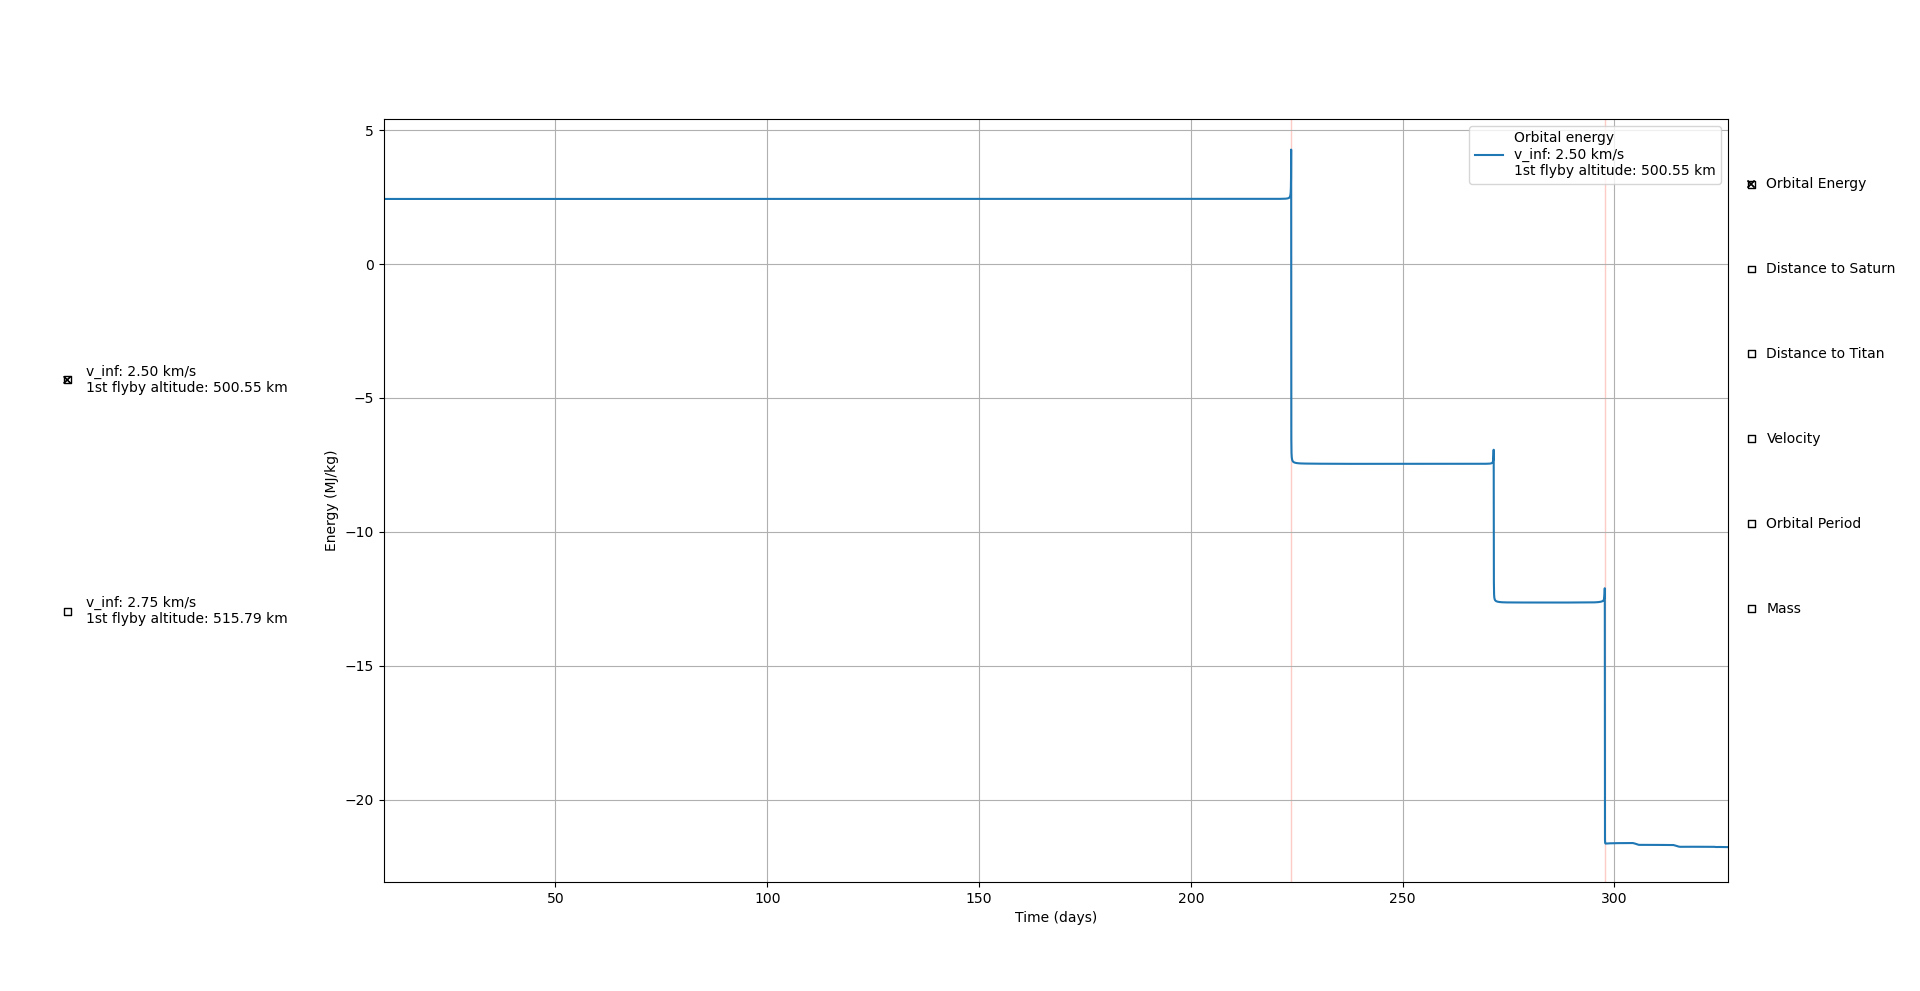 5
0
−5
−10
−15
−20
Energy (MJ/kg)
50
100
150
200
250
300
Time (days)
Orbital energy
v_inf: 2.50 km/s
1st flyby altitude: 500.55 km
v_inf: 2.50 km/s
1st flyby altitude: 500.55 km
v_inf: 2.75 km/s
1st flyby altitude: 515.79 km
Orbital Energy
Distance to Saturn
Distance to Titan
Velocity
Orbital Period
Mass